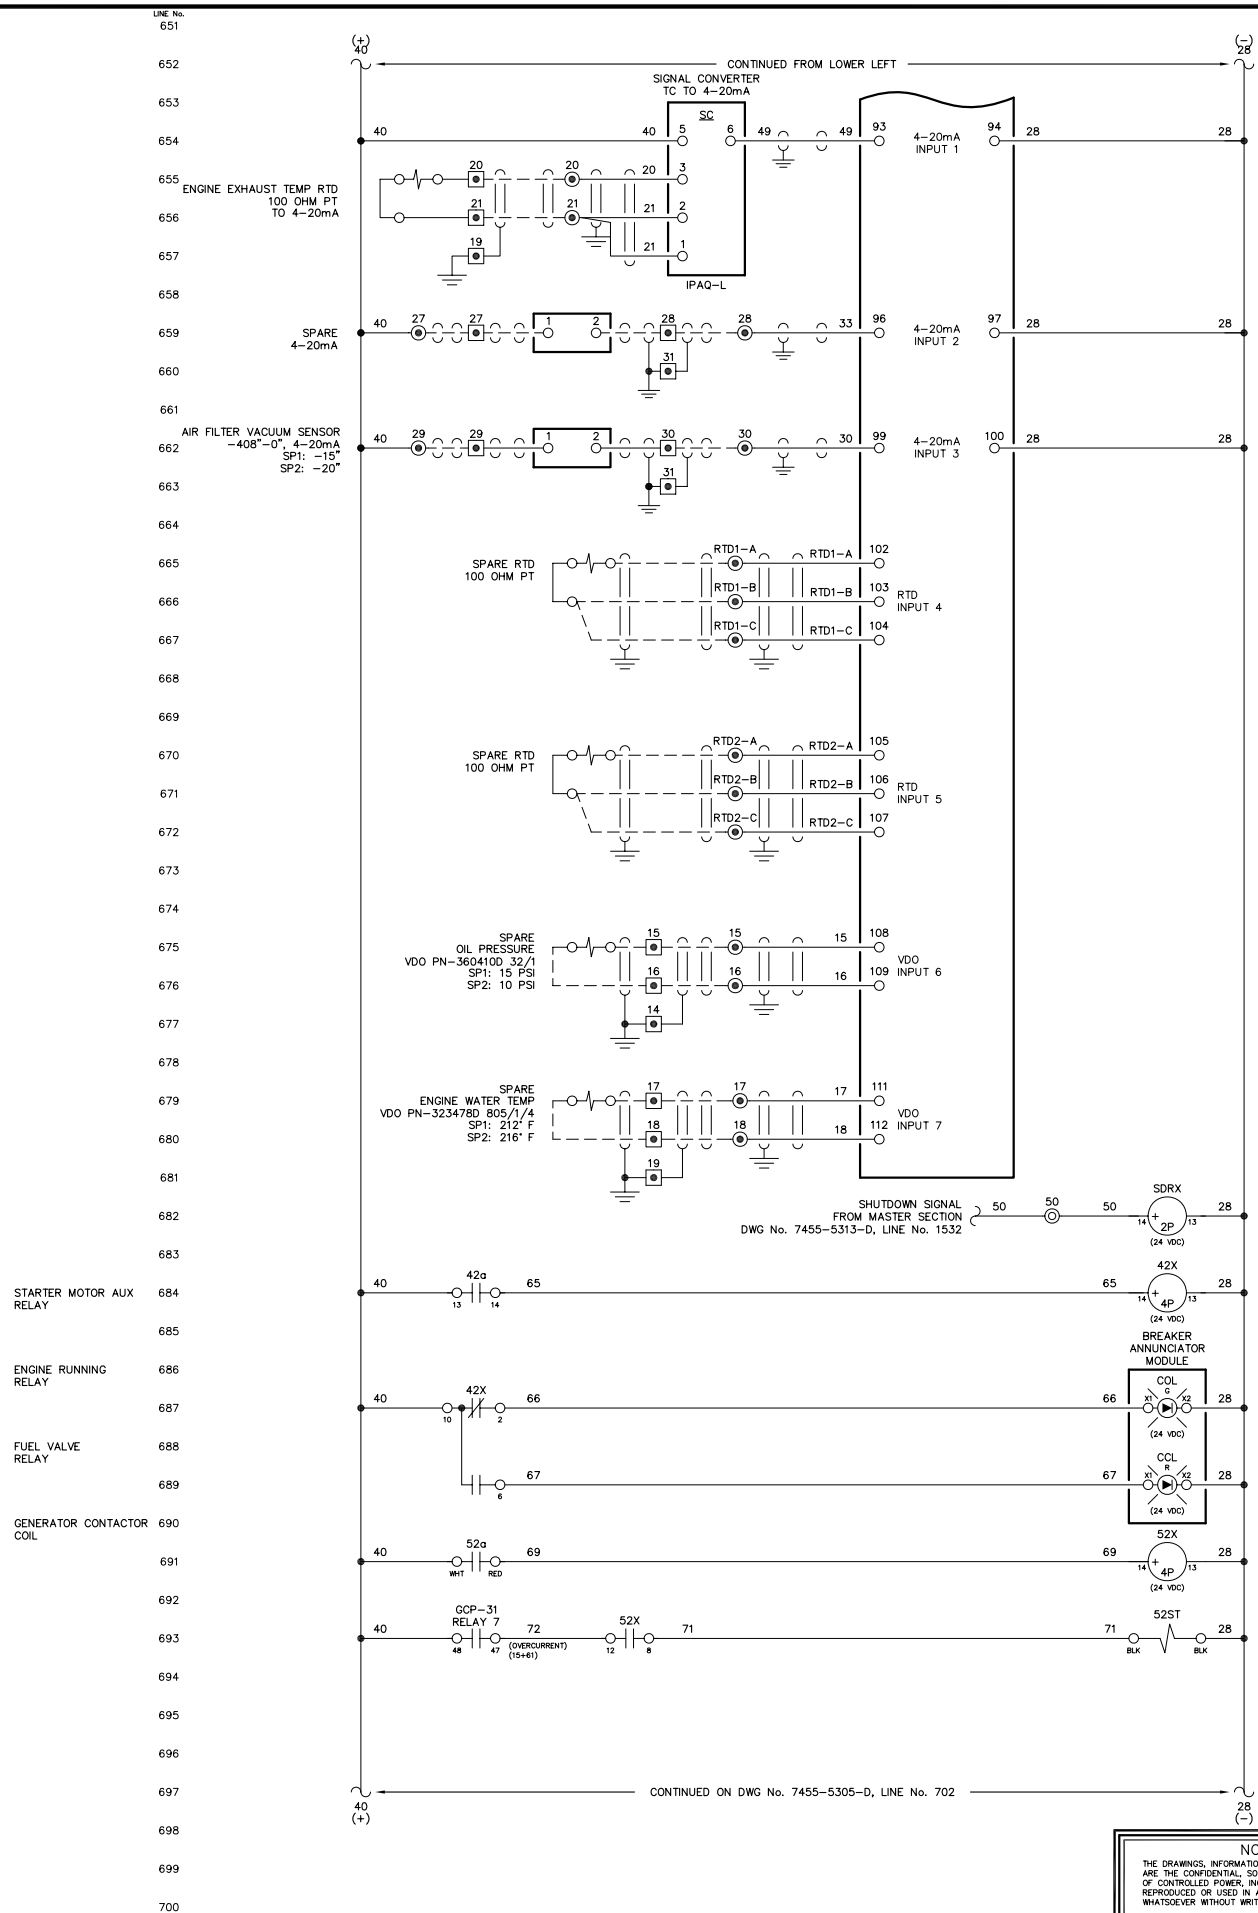 LINE No.
651
(+) (-)
40 28
652 CONTINUED FROM LOWER LEFT
SIGNAL CONVERTER
TC TO 4-20mA
653
SC
654 40 40 5 6 49 49 93 4-20mA 94 28 28
INPUT 1
655 20 20 20 3
ENGINE EXHAUST TEMP RTD
100 OHM PT
TO 4-20mA
656 21 21 21 2
657 19 21 1
658
IPAQ-L
659 SPARE 40 27 27 1 2 28 28 33 96 4-20mA 97 28 28
4-20mA INPUT 2
660 31
661
AIR FILTER VACUUM SENSOR
662 -408"-0", 4-20mA 40 29 29 1 2 30 30 30 99 4-20mA 100 28 28
SP1: -15" INPUT 3
SP2: -20"
663 31
664
665 SPARE RTD RTD1-A RTD1-A 102
100 OHM PT
666 RTD1-B RTD1-B 103 RTD
INPUT 4
667 RTD1-C RTD1-C 104
668
669
670 SPARE RTD RTD2-A RTD2-A 105
100 OHM PT
671 RTD2-B RTD2-B 106 RTD
INPUT 5
672 RTD2-C RTD2-C 107
673
674
SPARE
675 OIL PRESSURE 15 15 15 108
VDO PN-360410D 32/1 VDO
SP1: 15 PSI INPUT 6
676 SP2: 10 PSI 16 16 16 109
677 14
678
SPARE
679 ENGINE WATER TEMP 17 17 17 111
VDO PN-323478D 805/1/4 VDO
SP1: 212° F INPUT 7
680 SP2: 216° F 18 18 18 112
681 19
SHUTDOWN SIGNAL SDRX
682 FROM MASTER SECTION 50 50 50 14 + 2P 13 28
DWG No. 7455-5313-D, LINE No. 1532 (24 VDC)
683
42a 42X
STARTER MOTOR AUX 684 40 13 14 65 65 14 + 4P 13 28
RELAY (24 VDC)
685
BREAKER
ANNUNCIATOR
MODULE
ENGINE RUNNING 686
RELAY
42X COL
G
687 40 10 2 66 66 X1 X2 28
(24 VDC)
FUEL VALVE 688
RELAY
CCL
R
689 6 67 67 X1 X2 28
(24 VDC)
GENERATOR CONTACTOR 690
COIL
52a 52X
691 40 WHT RED 69 69 14 + 4P 13 28
(24 VDC)
692
GCP-31
RELAY 7 52X 52ST
693 40 48 47 72 12 8 71 71 BLK BLK 28
(OVERCURRENT)
(15+61)
694
695
696
697 CONTINUED ON DWG No. 7455-5305-D, LINE No. 702
40 28
(+) (-)
698
699
THE DRAWINGS,
ARE THE CONFIDENTIAL,
OF CONTROLLED POWER,
REPRODUCED OR USED IN
WHATSOEVER WITHOUT
700